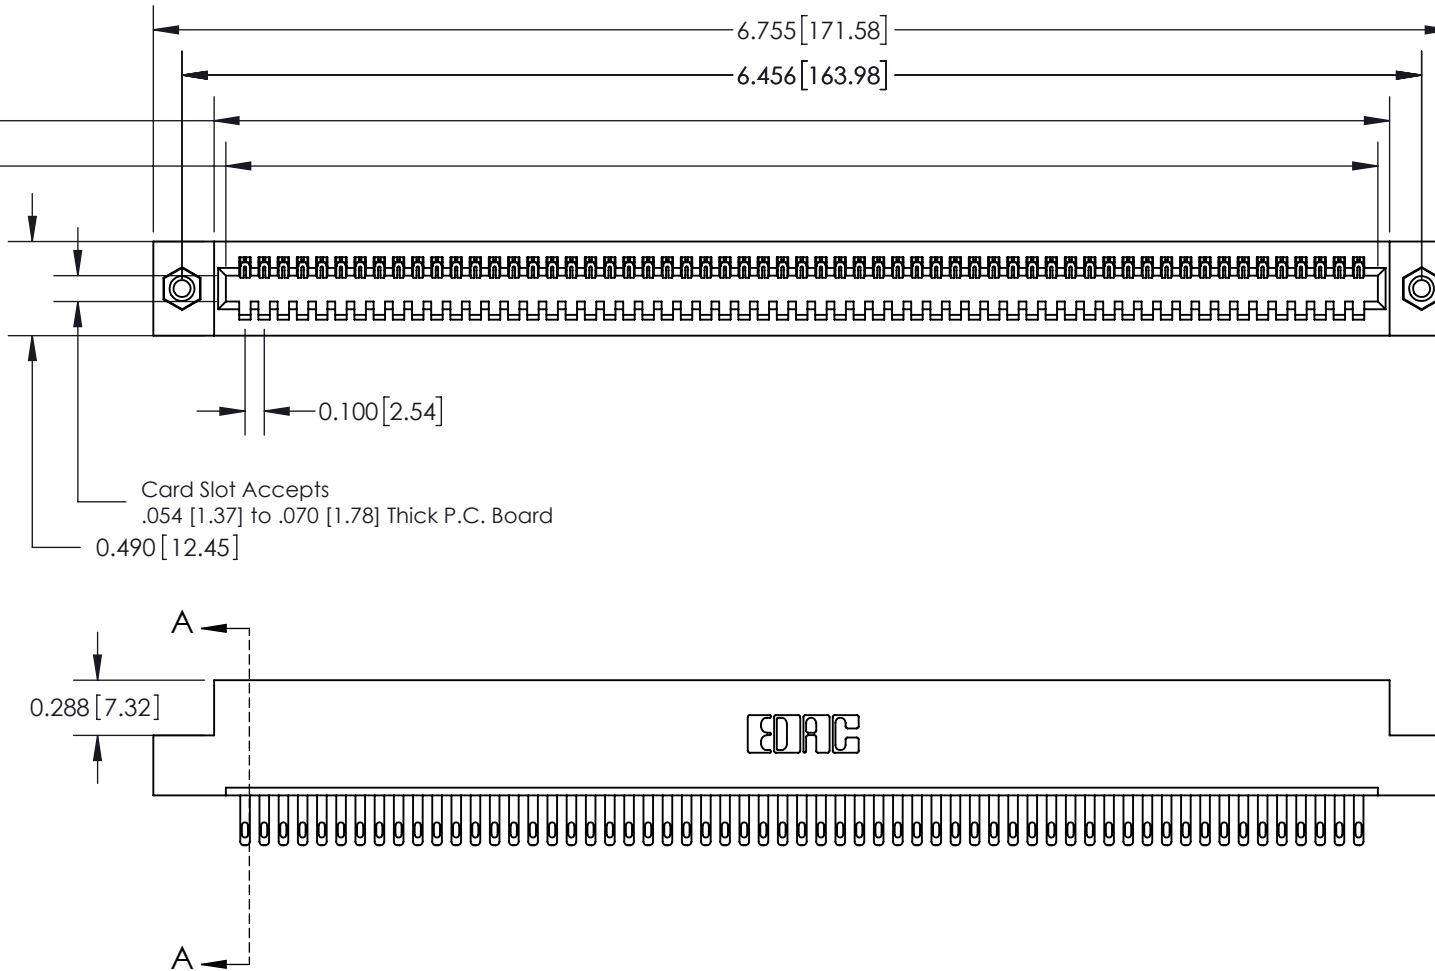 6.755[171.58]
6.456[163.98]
0.100[2.54]
Card Slot Accepts
.054 [1.37] to .070 [1.78] Thick P.C. Board
0.490[12.45]
A
0.288[7.32]
EDAC
A